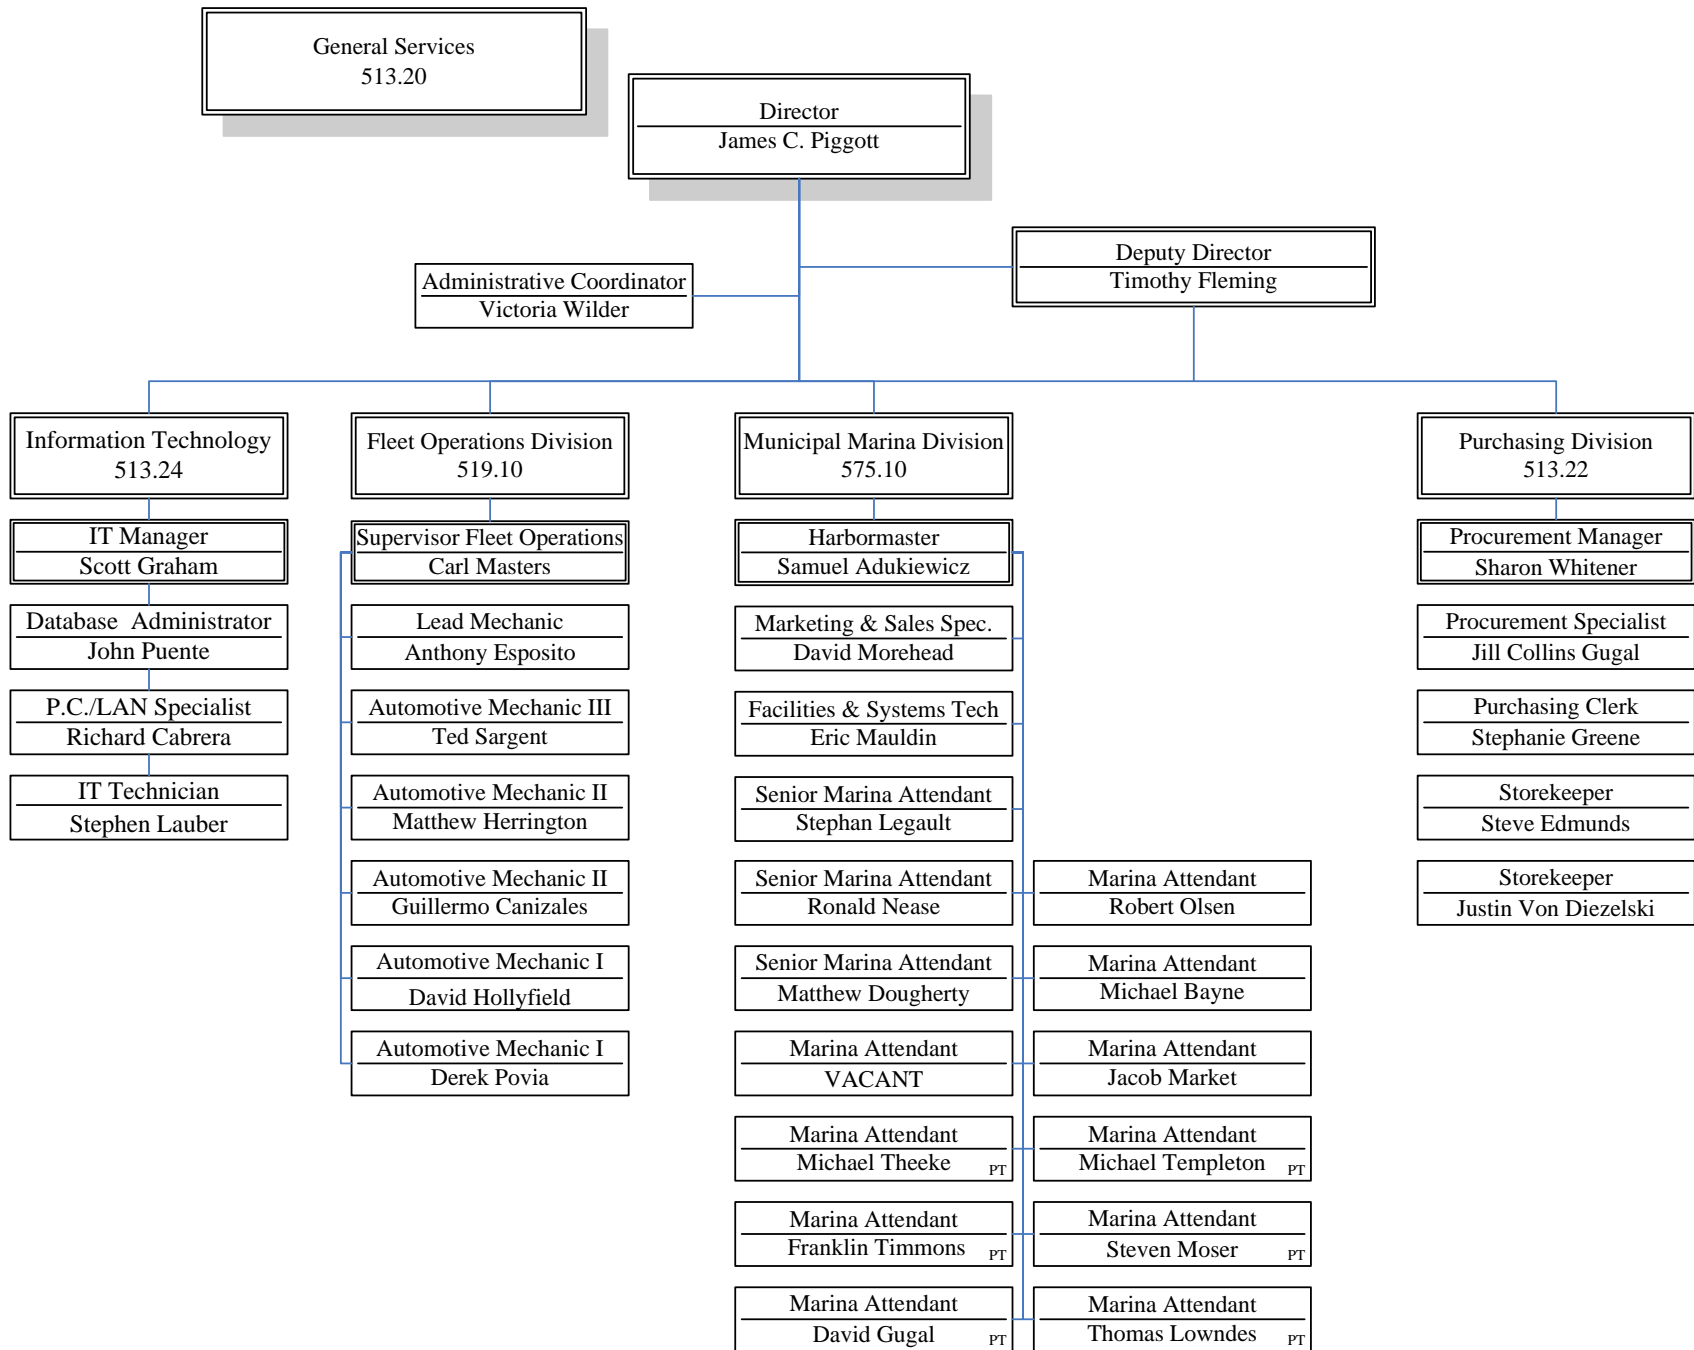 General Services
513.20
Director
James C. Piggott
Deputy Director
Timothy Fleming
Administrative Coordinator
Victoria Wilder
Information Technology
513.24
IT Manager
Scott Graham
Database  Administrator
John Puente
P.C./LAN Specialist
Richard Cabrera
IT Technician
Stephen Lauber
Fleet Operations Division
519.10
Supervisor Fleet Operations
Carl Masters
Lead Mechanic
Anthony Esposito
Automotive Mechanic III
Ted Sargent
Automotive Mechanic II
Matthew Herrington
Automotive Mechanic II
Guillermo Canizales
Automotive Mechanic I
David Hollyfield
Automotive Mechanic I
Derek Povia
Municipal Marina Division
575.10
Harbormaster
Samuel Adukiewicz
Marketing & Sales Spec.
David Morehead
Facilities & Systems Tech
Eric Mauldin
Senior Marina Attendant
Stephan Legault
Senior Marina Attendant
Ronald Nease
Senior Marina Attendant
Matthew Dougherty
Marina Attendant
VACANT
Marina Attendant
Michael Theeke PT
Marina Attendant
Franklin Timmons PT
Marina Attendant
David Gugal PT
Marina Attendant
Robert Olsen
Marina Attendant
Michael Bayne
Marina Attendant
Jacob Market
Marina Attendant
Michael Templeton PT
Marina Attendant
Steven Moser PT
Marina Attendant
Thomas Lowndes PT
Purchasing Division
513.22
Procurement Manager
Sharon Whitener
Procurement Specialist
Jill Collins Gugal
Purchasing Clerk
Stephanie Greene
Storekeeper
Steve Edmunds
Storekeeper
Justin Von Diezelski